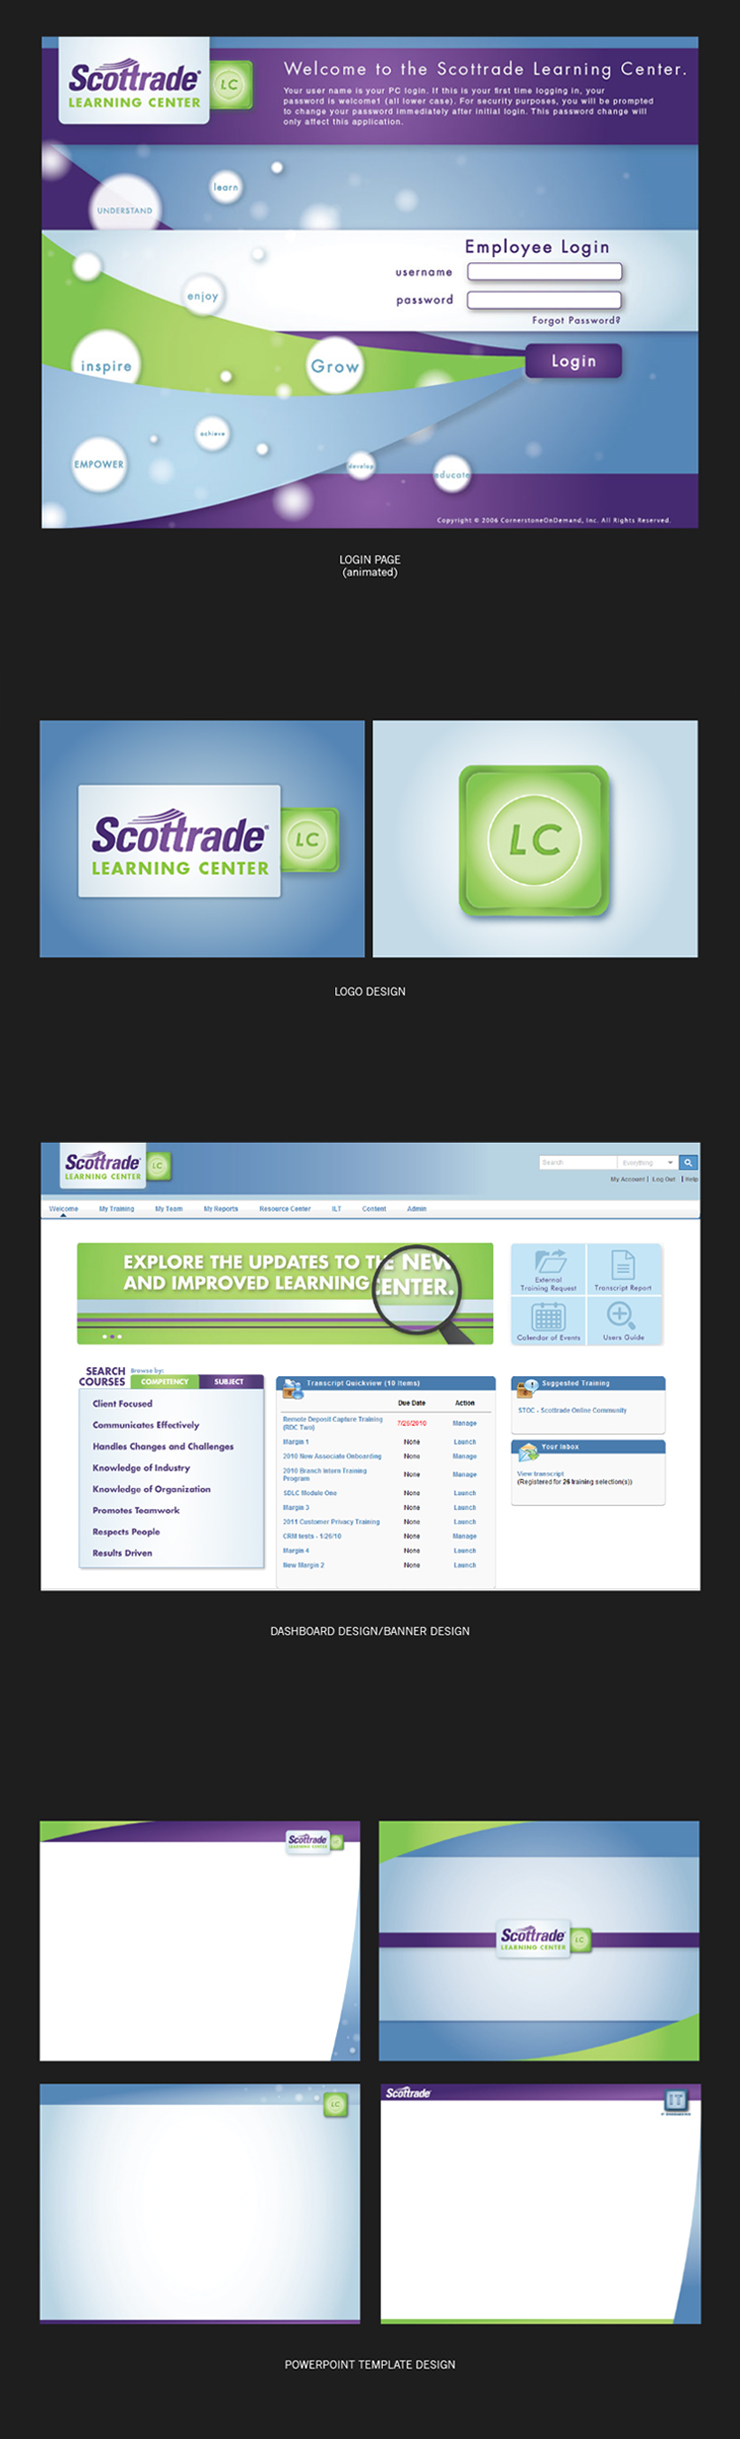 Scottrade®
LEARNING CENTER
LC
Welcome to the Scottrade Learning Center.
Your user name is your PC login. If this is your first time logging in, your
password is welcome1 (all lower case). For security purposes, you will be prompted
to change your password immediately after initial login. This password change will
only affect this application.
learn
UNDERSTAND
Employee Login
username
enjoy
password
Forgot Password?
inspire
Grow
Login
achieve
EMPOWER
develop
educate
Copyright © 2006 CornerstoneOnDemand, Inc. All Rights Reserved.
LOGIN PAGE
(animated)
Scottrade®
LEARNING CENTER
LC
LC
LOGO DESIGN
Scottrade
LEARNING CENTER
LC
Search
Everything
My Account | Log Out | Help
Welcome My Training My Team My Reports Resource Center ILT Content Admin
EXPLORE THE UPDATES TO THE NEW
AND IMPROVED LEARNING CENTER.
External
Training Request
Transcript Report
Calendar of Events
Users Guide
SEARCH
COURSES
Browse by:
COMPETENCY
SUBJECT
Client Focused
Communicates Effectively
Handles Changes and Challenges
Knowledge of Industry
Knowledge of Organization
Promotes Teamwork
Respects People
Results Driven
Transcript Quickview (10 Items)
Due Date Action
Remote Deposit Capture Training
(RDC Two) 7/26/2010 Manage
Margin 1 None Launch
2010 New Associate Onboarding None Manage
2010 Branch Intern Training
Program None Manage
SDLC Module One None Launch
Margin 3 None Launch
2011 Customer Privacy Training None Launch
CRM tests - 1/26/10 None Manage
Margin 4 None Launch
New Margin 2 None Launch
Suggested Training
STOC - Scottrade Online Community
Your Inbox
View transcript
(Registered for 26 training selection(s))
DASHBOARD DESIGN/BANNER DESIGN
Scottrade
LEARNING CENTER
LC
Scottrade
LEARNING CENTER
LC
LC
Scottrade
IT
POWERPOINT TEMPLATE DESIGN